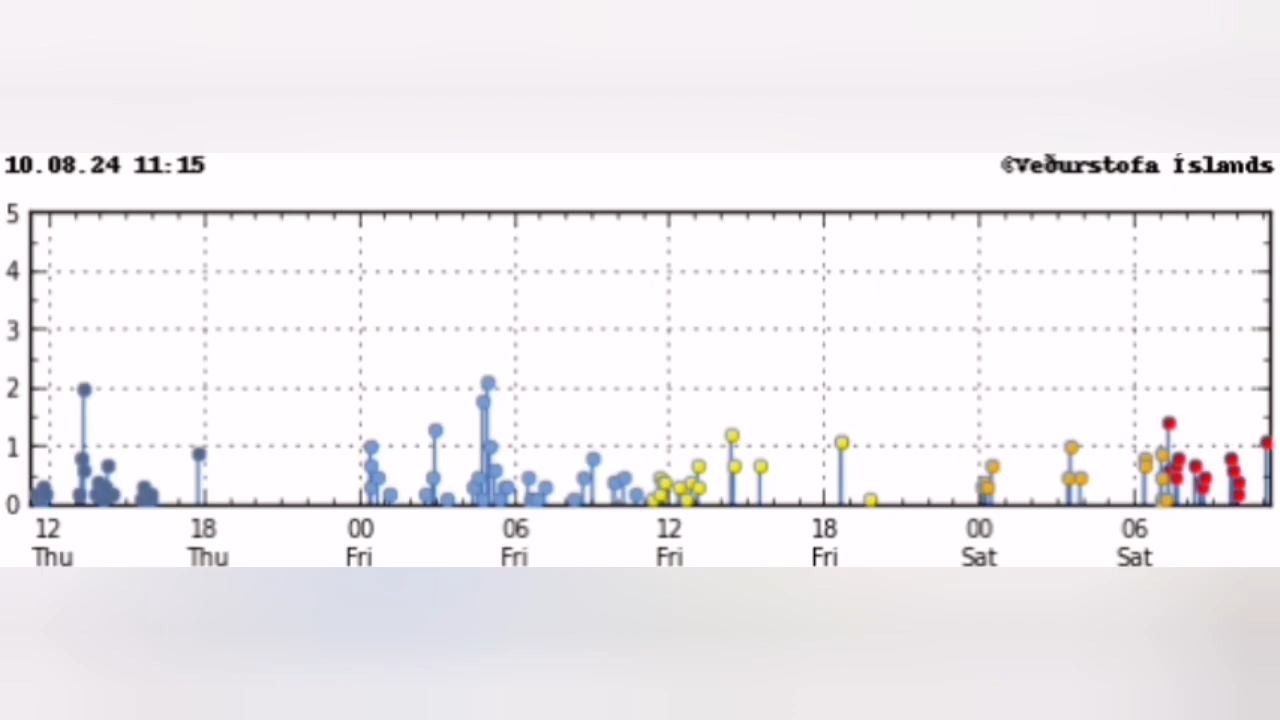 10.08.24 11:15 ©Veðurstofa Íslands
5
4
3
2
1
0
12 18 00 06 12 18 00 06
Thu Thu Fri Fri Fri Fri Sat Sat